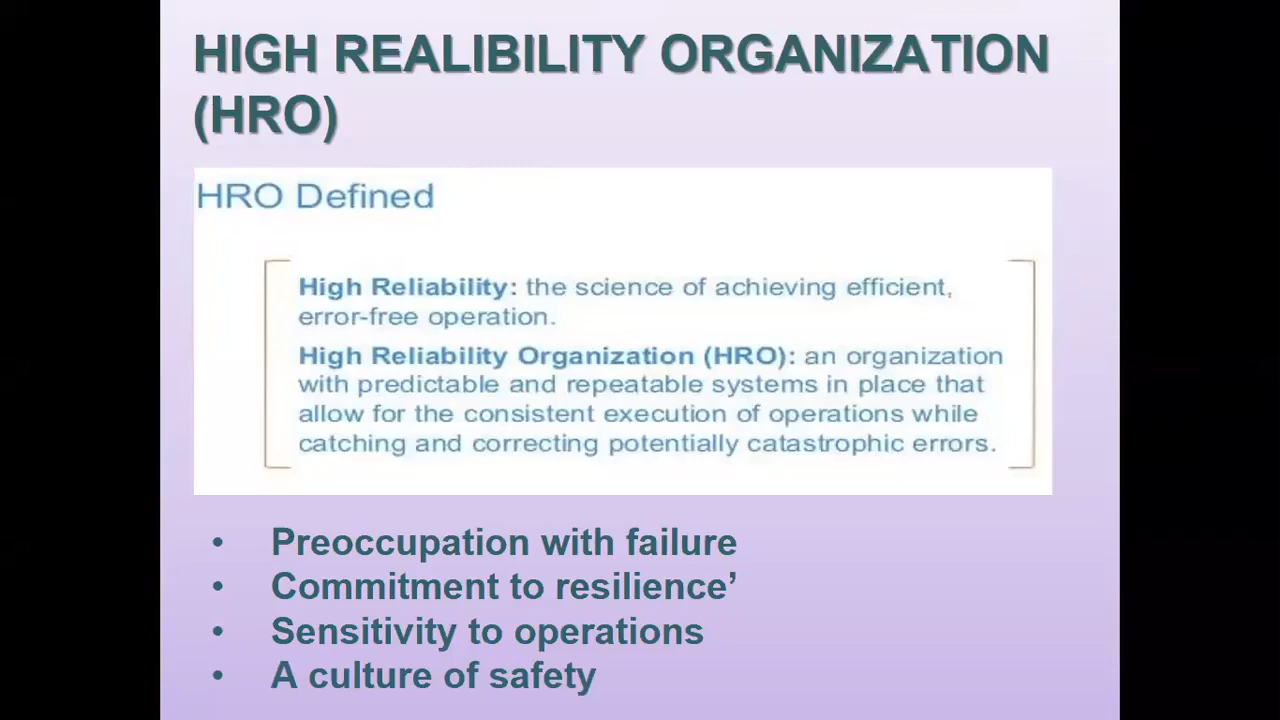 HIGH REALIBILITY ORGANIZATION
(HRO)
HRO Defined
High Reliability: the science of achieving efficient,
error-free operation.
High Reliability Organization (HRO): an organization
with predictable and repeatable systems in place that
allow for the consistent execution of operations while
catching and correcting potentially catastrophic errors.
• Preoccupation with failure
• Commitment to resilience’
• Sensitivity to operations
• A culture of safety